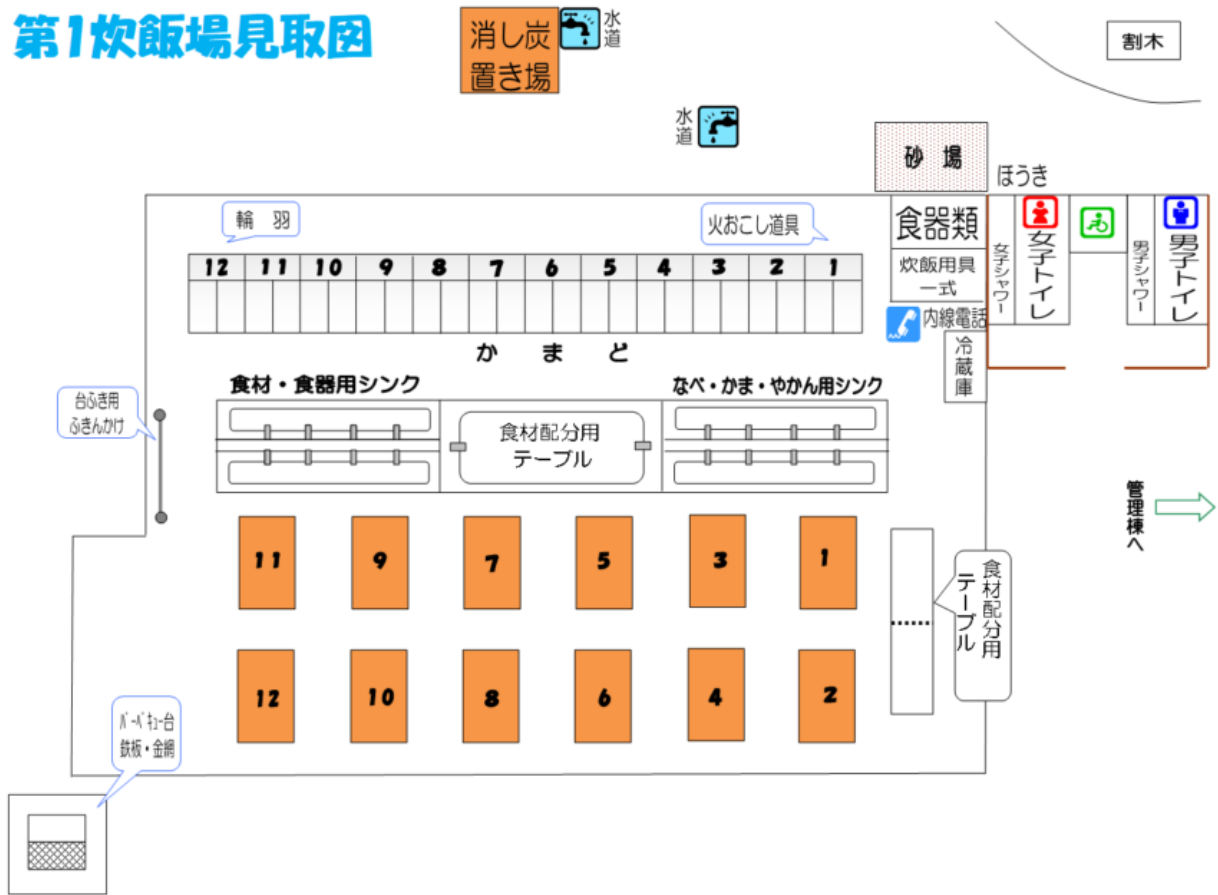 第1炊飯場見取図
消し炭
置き場
水道
割木
水道
砂 場
ほうき
輪 羽
火おこし道具
食器類
炊飯用具
一式
女子シャワー
女子トイレ
男子シャワー
男子トイレ
12 11 10 9 8 7 6 5 4 3 2 1
内線電話
かまど
冷蔵庫
食材・食器用シンク
なべ・かま・やかん用シンク
台ふき用
ふきんかけ
食材配分用
テーブル
管理棟へ
11 9 7 5 3 1
食材配分用
テーブル
12 10 8 6 4 2
バーベキュー台
鉄板・金網